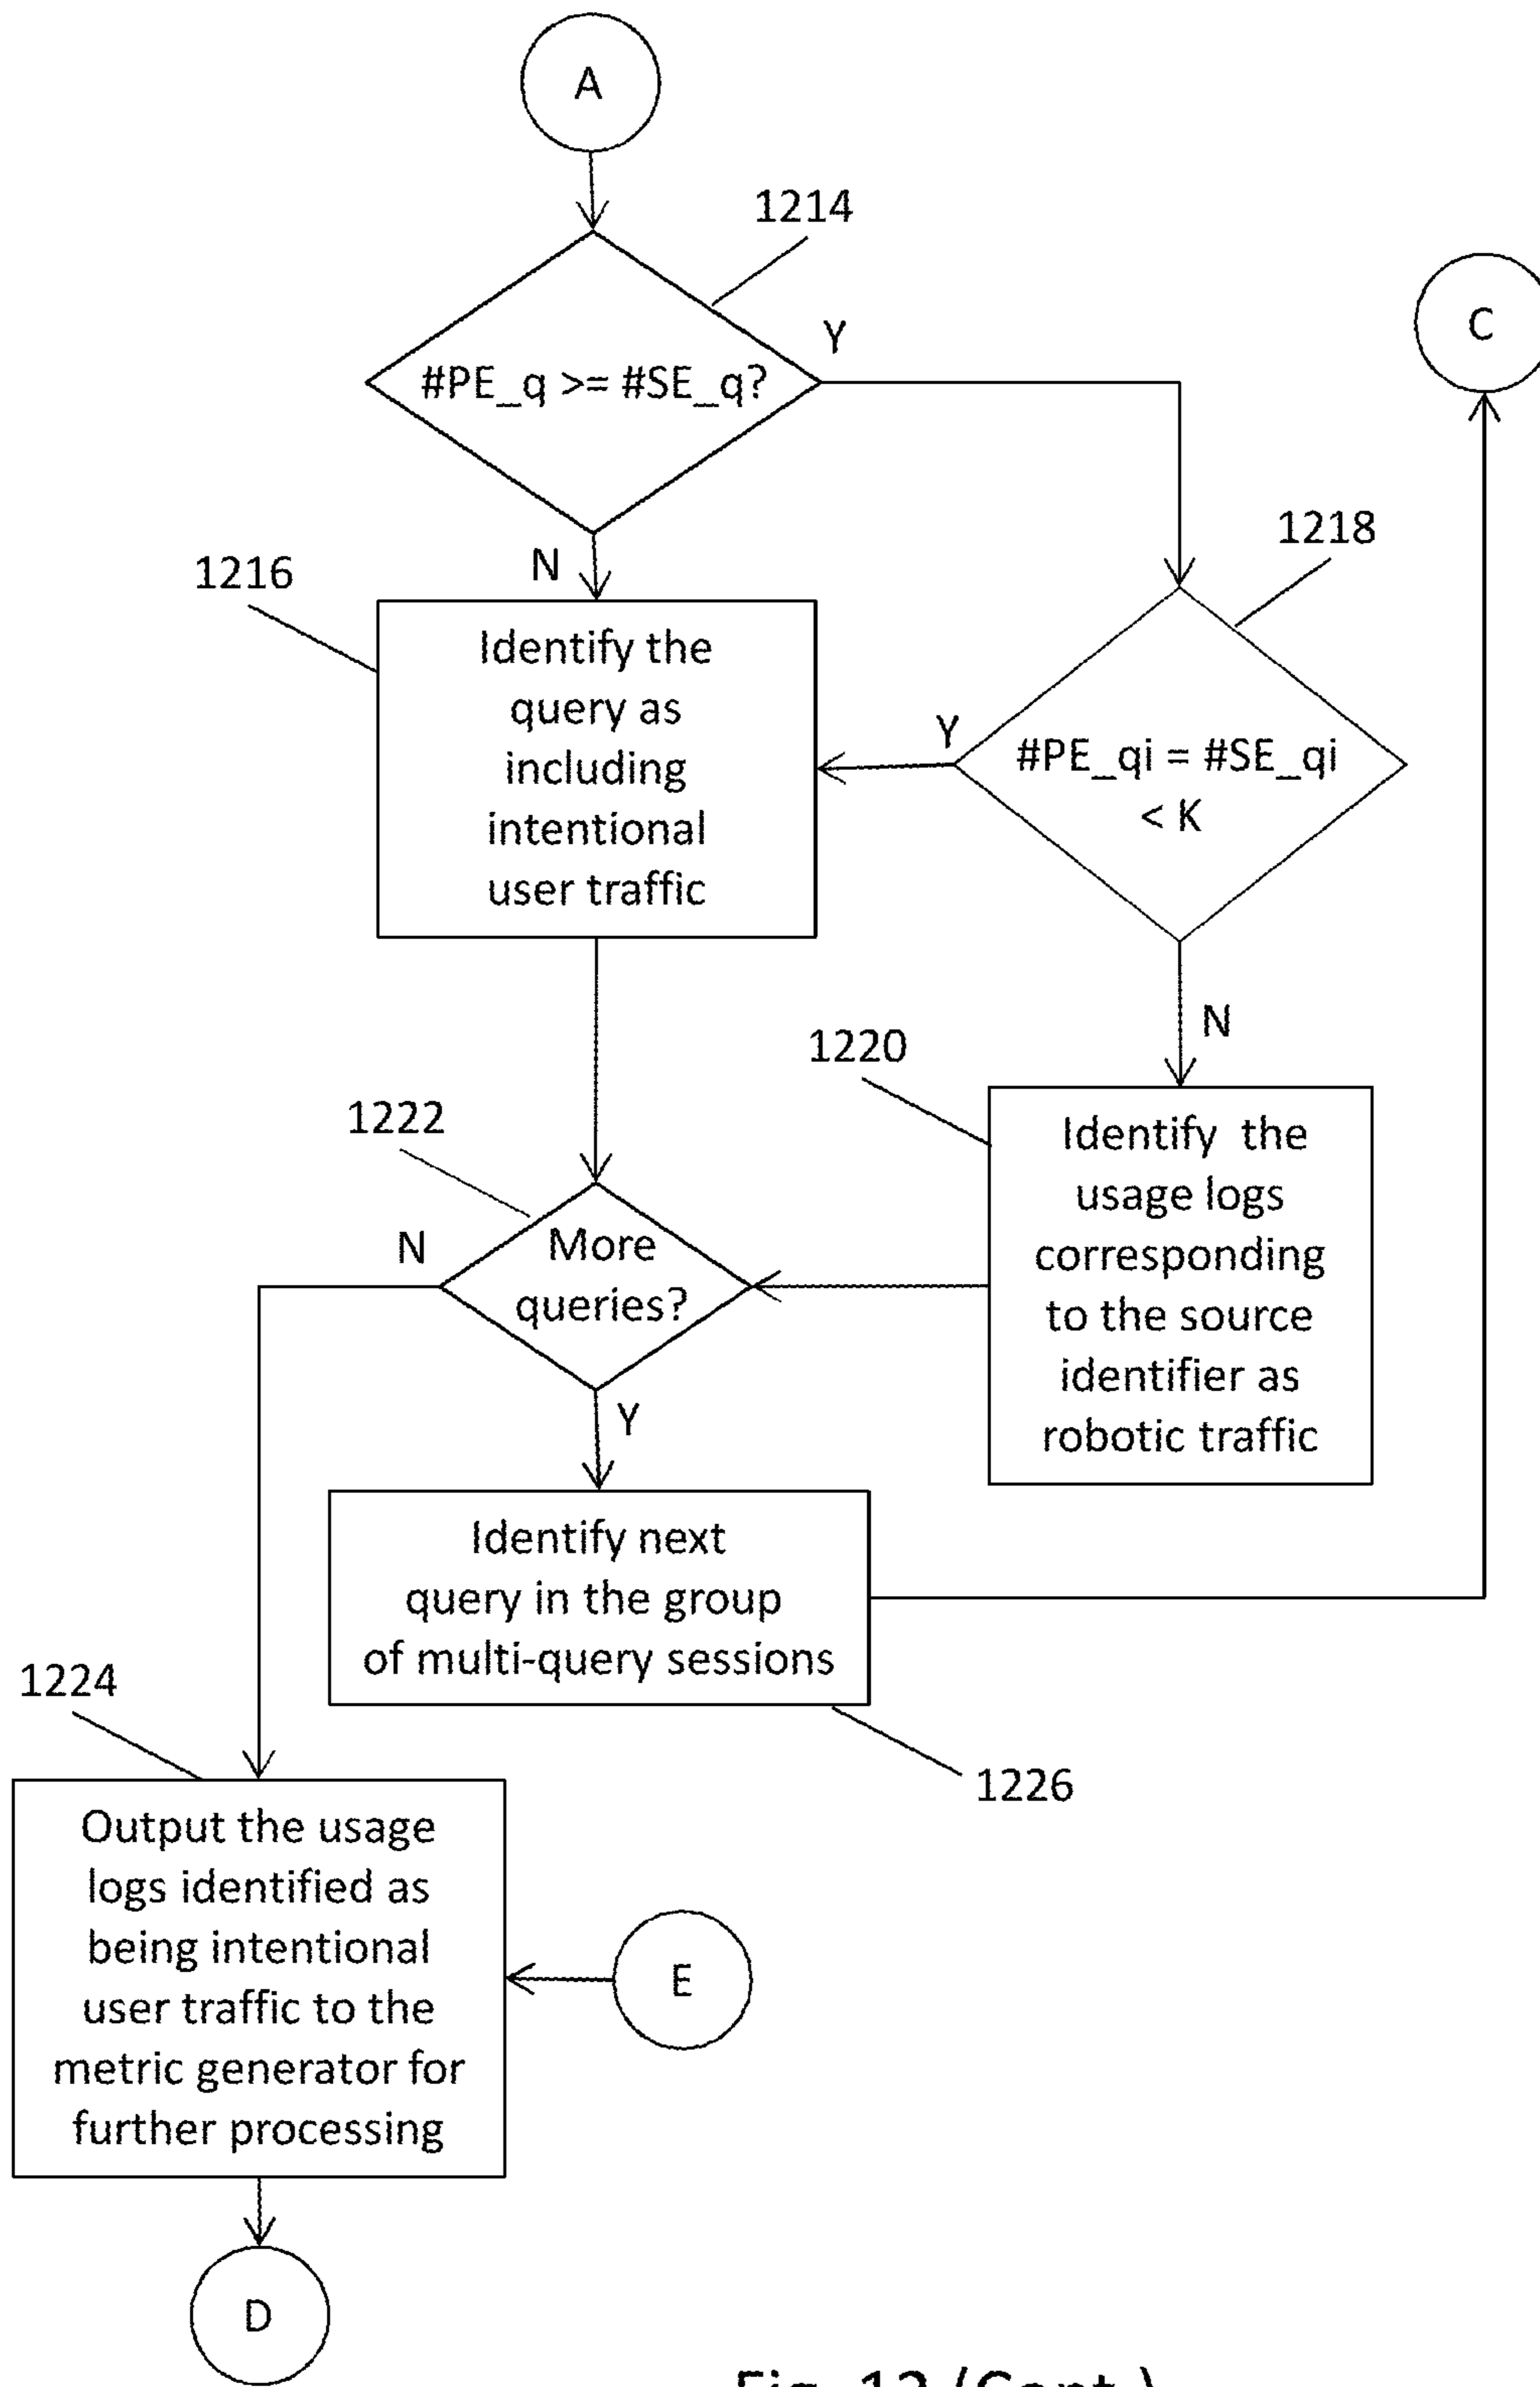 A
1214
Y
C
#PE_q >= #SE_q?
1218
N
1216
Identify the
query as
including
intentional
user traffic
Y
#PE_qi = #SE_qi
< K
N
1220
1222
Identify the
usage logs
corresponding
to the source
identifier as
robotic traffic
N
More
queries?
Y
Identify next
query in the group
of multi-query sessions
1224
1226
Output the usage
logs identified as
being intentional
user traffic to the
metric generator for
further processing
E
D
Fig. 12 (Cont.)